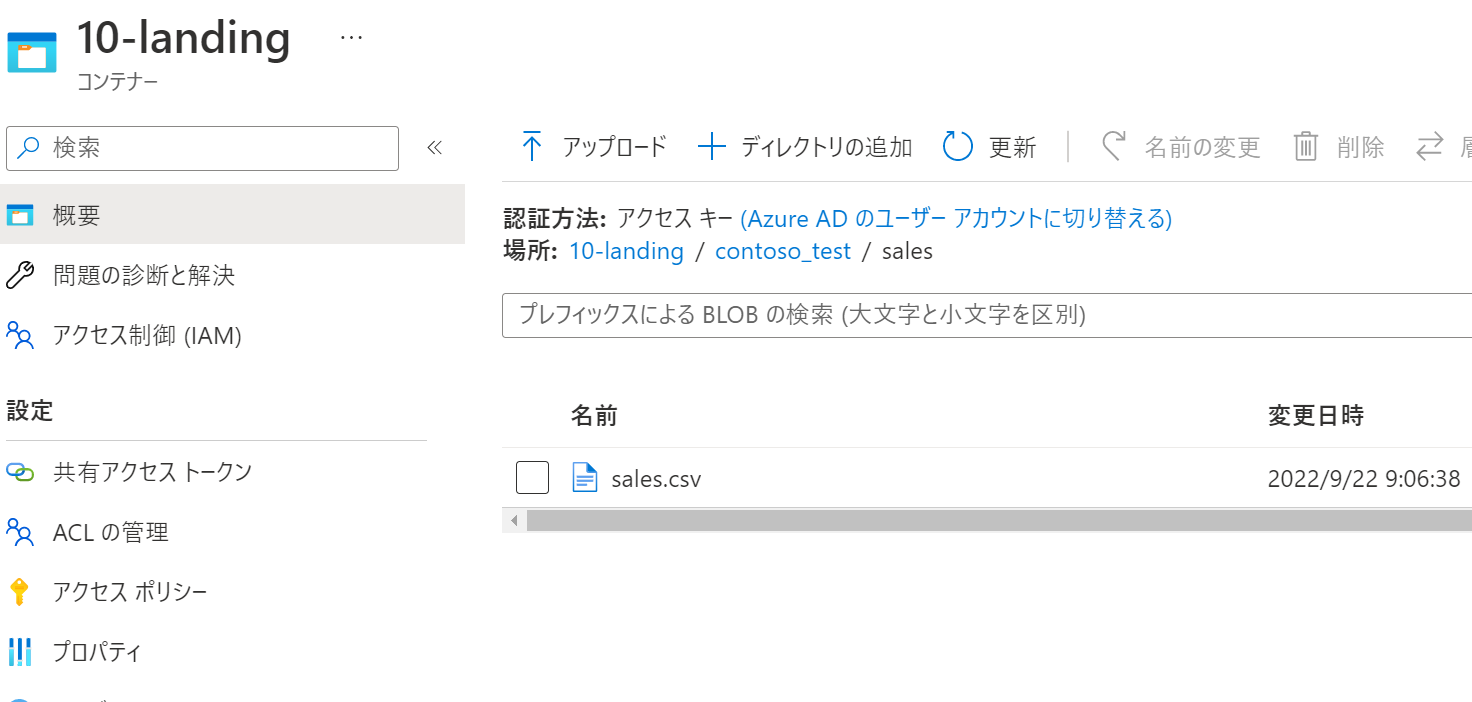 10-landing ...
コンテナー
検索 «
概要
問題の診断と解決
アクセス制御 (IAM)
設定
共有アクセス トークン
ACL の管理
アクセス ポリシー
プロパティ
アップロード ディレクトリの追加 更新 名前の変更 削除
認証方法: アクセス キー (Azure AD のユーザー アカウントに切り替える)
場所: 10-landing / contoso_test / sales
プレフィックスによる BLOB の検索 (大文字と小文字を区別)
名前 変更日時
sales.csv 2022/9/22 9:06:38